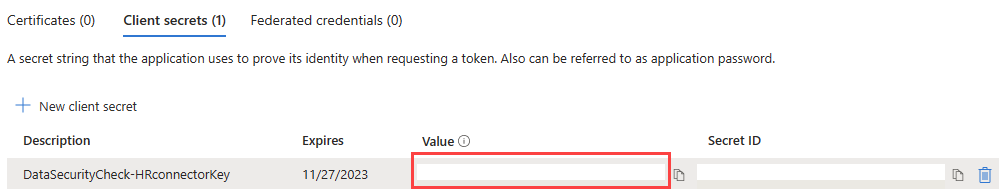 Certificates (0) Client secrets (1) Federated credentials (0)
A secret string that the application uses to prove its identity when requesting a token. Also can be referred to as application password.
New client secret
Description Expires Value Secret ID
DataSecurityCheck-HRconnectorKey 11/27/2023